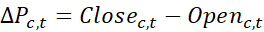 ΔP_{c,t} = Close_{c,t} − Open_{c,t}